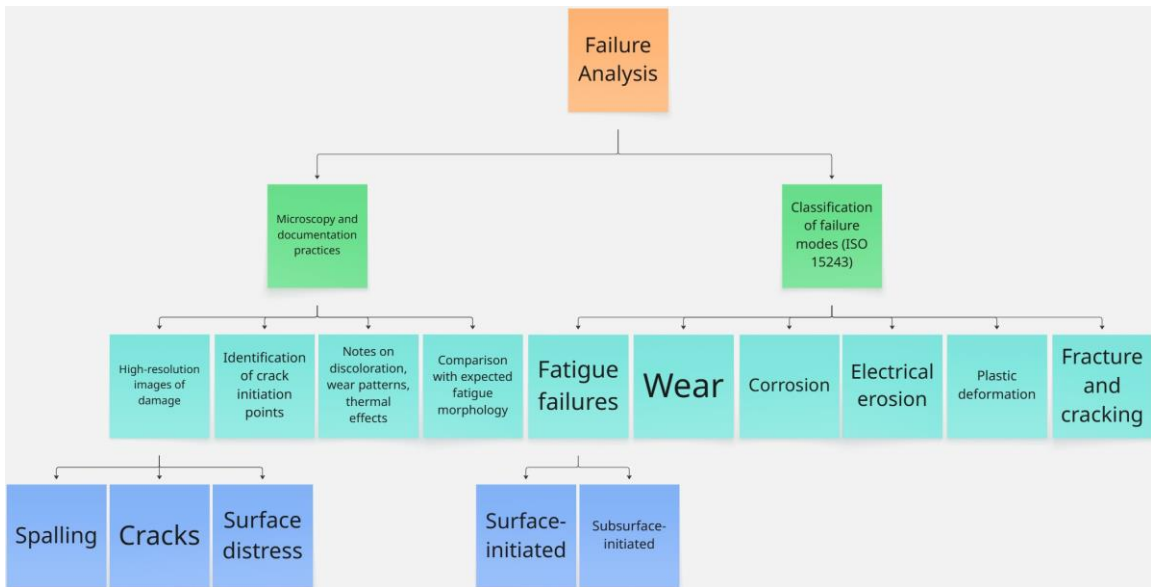 Failure
Analysis
Microscopy and
documentation
practices
Classification
of failure
modes (ISO
15243)
High-resolution
images of
damage
Identification
of crack
initiation
points
Notes on
discoloration,
wear patterns,
thermal
effects
Comparison
with expected
fatigue
morphology
Fatigue
failures
Wear
Corrosion
Electrical
erosion
Plastic
deformation
Fracture
and
cracking
Spalling
Cracks
Surface
distress
Surface-
initiated
Subsurface-
initiated